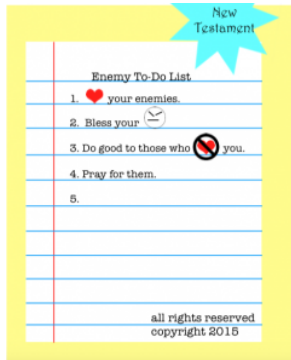 New
Testament
Enemy To-Do List
1. your enemies.
2. Bless your
3. Do good to those who you.
4. Pray for them.
5.
all rights reserved
copyright 2015